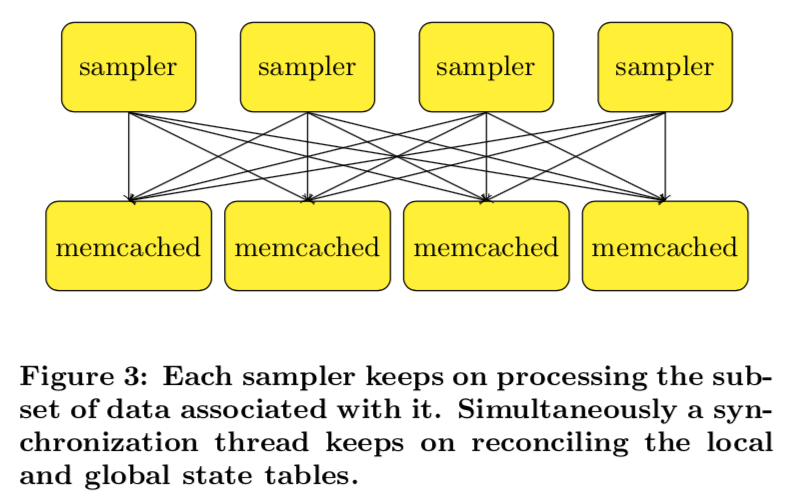 sampler sampler sampler sampler
memcached memcached memcached memcached
Figure 3: Each sampler keeps on processing the sub-
set of data associated with it. Simultaneously a syn-
chronization thread keeps on reconciling the local
and global state tables.